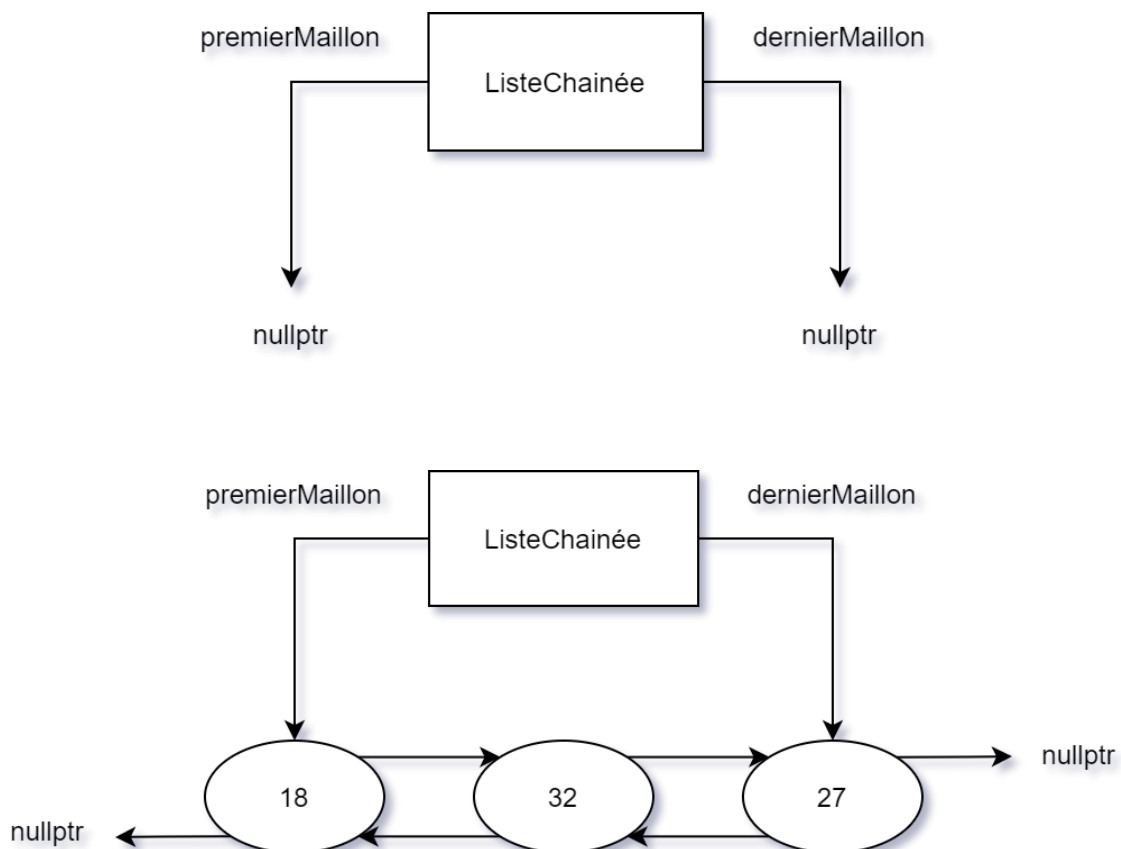 premierMaillon
dernierMaillon
ListeChainée
nullptr
nullptr
premierMaillon
dernierMaillon
ListeChainée
nullptr
18
32
27
nullptr